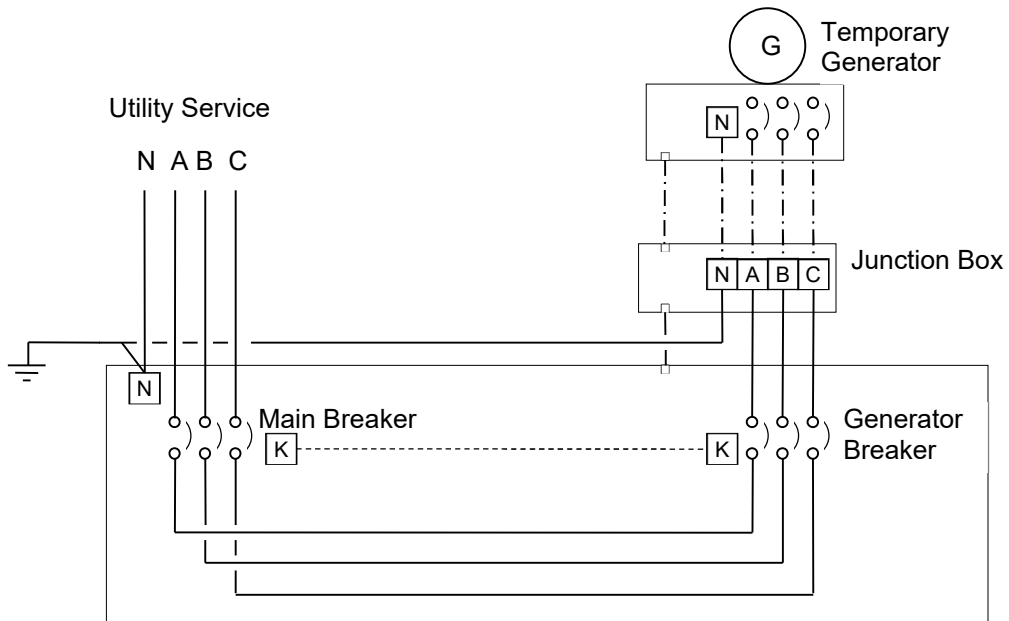 G
Temporary
Generator
N
Utility Service
N A B C
N A B C
Junction Box
N
Main Breaker
K
K
Generator
Breaker